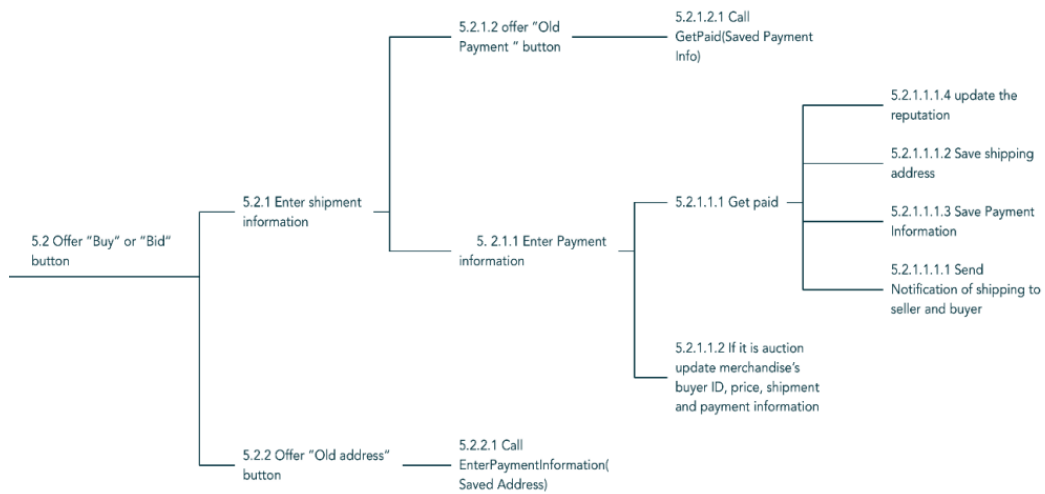 5.2.1.2 offer “Old
Payment ” button
5.2.1.2.1 Call
GetPaid(Saved Payment
Info)
5.2.1.1.1.4 update the
reputation
5.2.1.1.1.2 Save shipping
address
5.2.1 Enter shipment
information
5.2.1.1.1 Get paid
5.2.1.1.1.3 Save Payment
Information
5.2 Offer “Buy” or “Bid”
button
5. 2.1.1 Enter Payment
information
5.2.1.1.1.1 Send
Notification of shipping to
seller and buyer
5.2.1.1.2 If it is auction
update merchandise’s
buyer ID, price, shipment
and payment information
5.2.2 Offer “Old address”
button
5.2.2.1 Call
EnterPaymentInformation(
Saved Address)